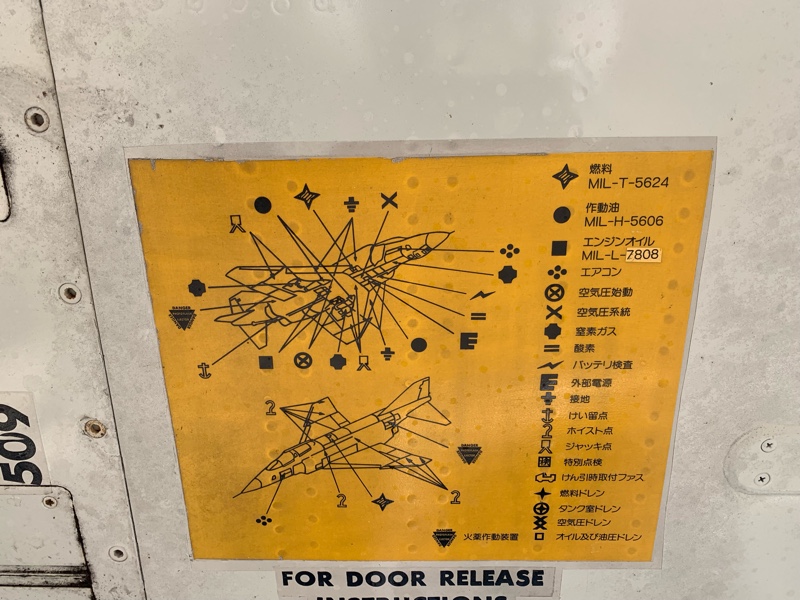 燃料
MIL-T-5624
作動油
MIL-H-5606
エンジンオイル
MIL-L-7808
エアコン
空気圧始動
空気圧系統
窒素ガス
酸素
バッテリ検査
外部電源
接地
けい留点
ホイスト点
ジャッキ点
特別点検
けん引時取付ファス
燃料ドレン
タンク室ドレン
空気圧ドレン
オイル及び油圧ドレン
火薬作動装置
E
2
2
2
509
FOR DOOR RELEASE
INSTRUCTIONS